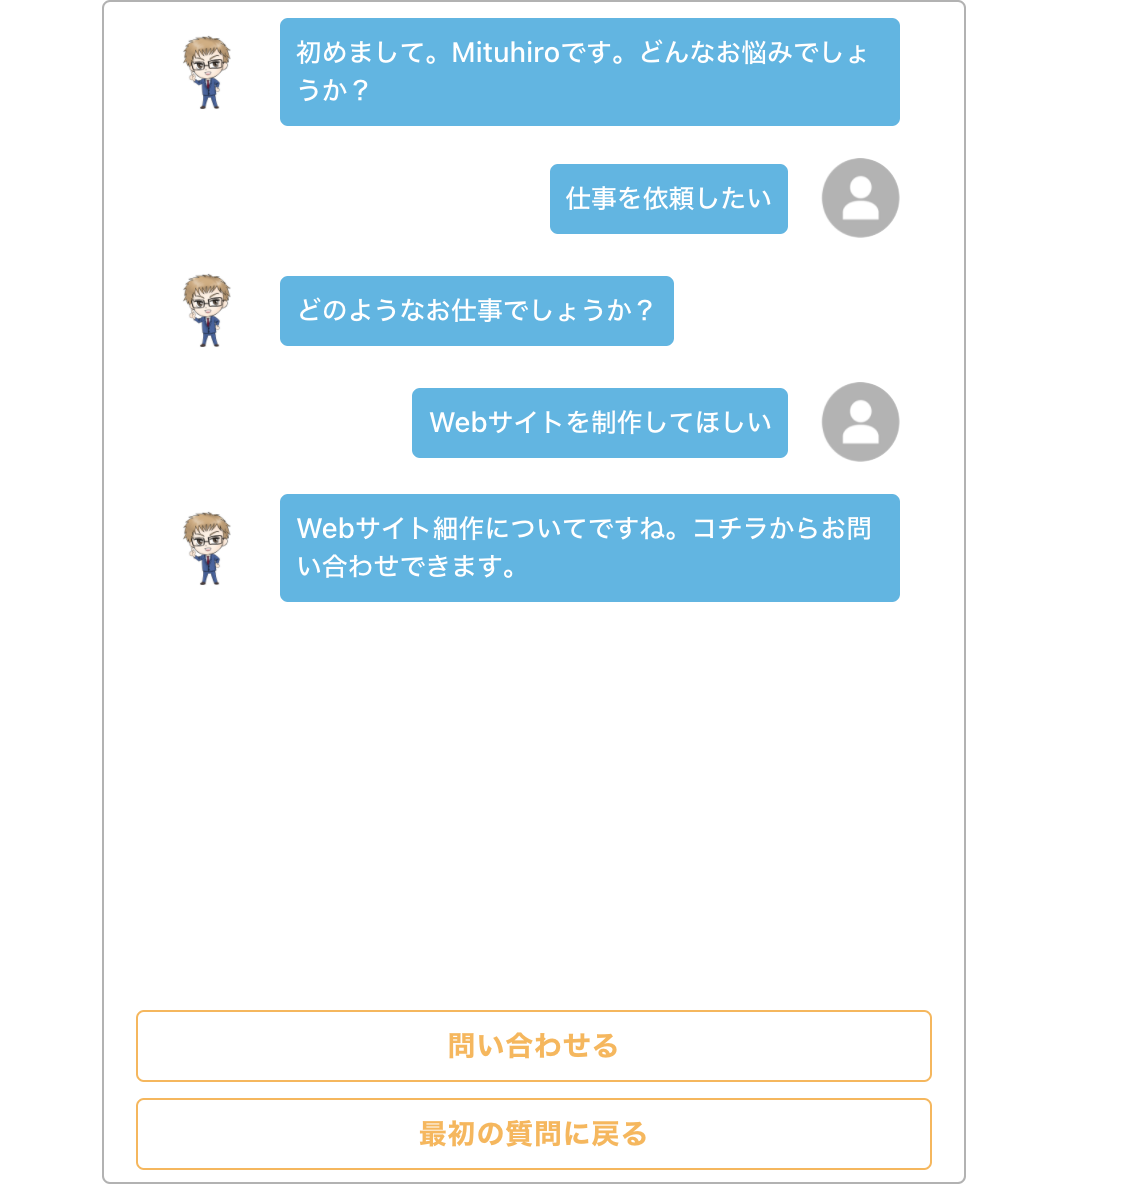 初めまして。Mituhiroです。どんなお悩みでしょ
うか？
仕事を依頼したい
どのようなお仕事でしょうか？
Webサイトを制作してほしい
Webサイト細作についてですね。コチラからお問
い合わせできます。
問い合わせる
最初の質問に戻る